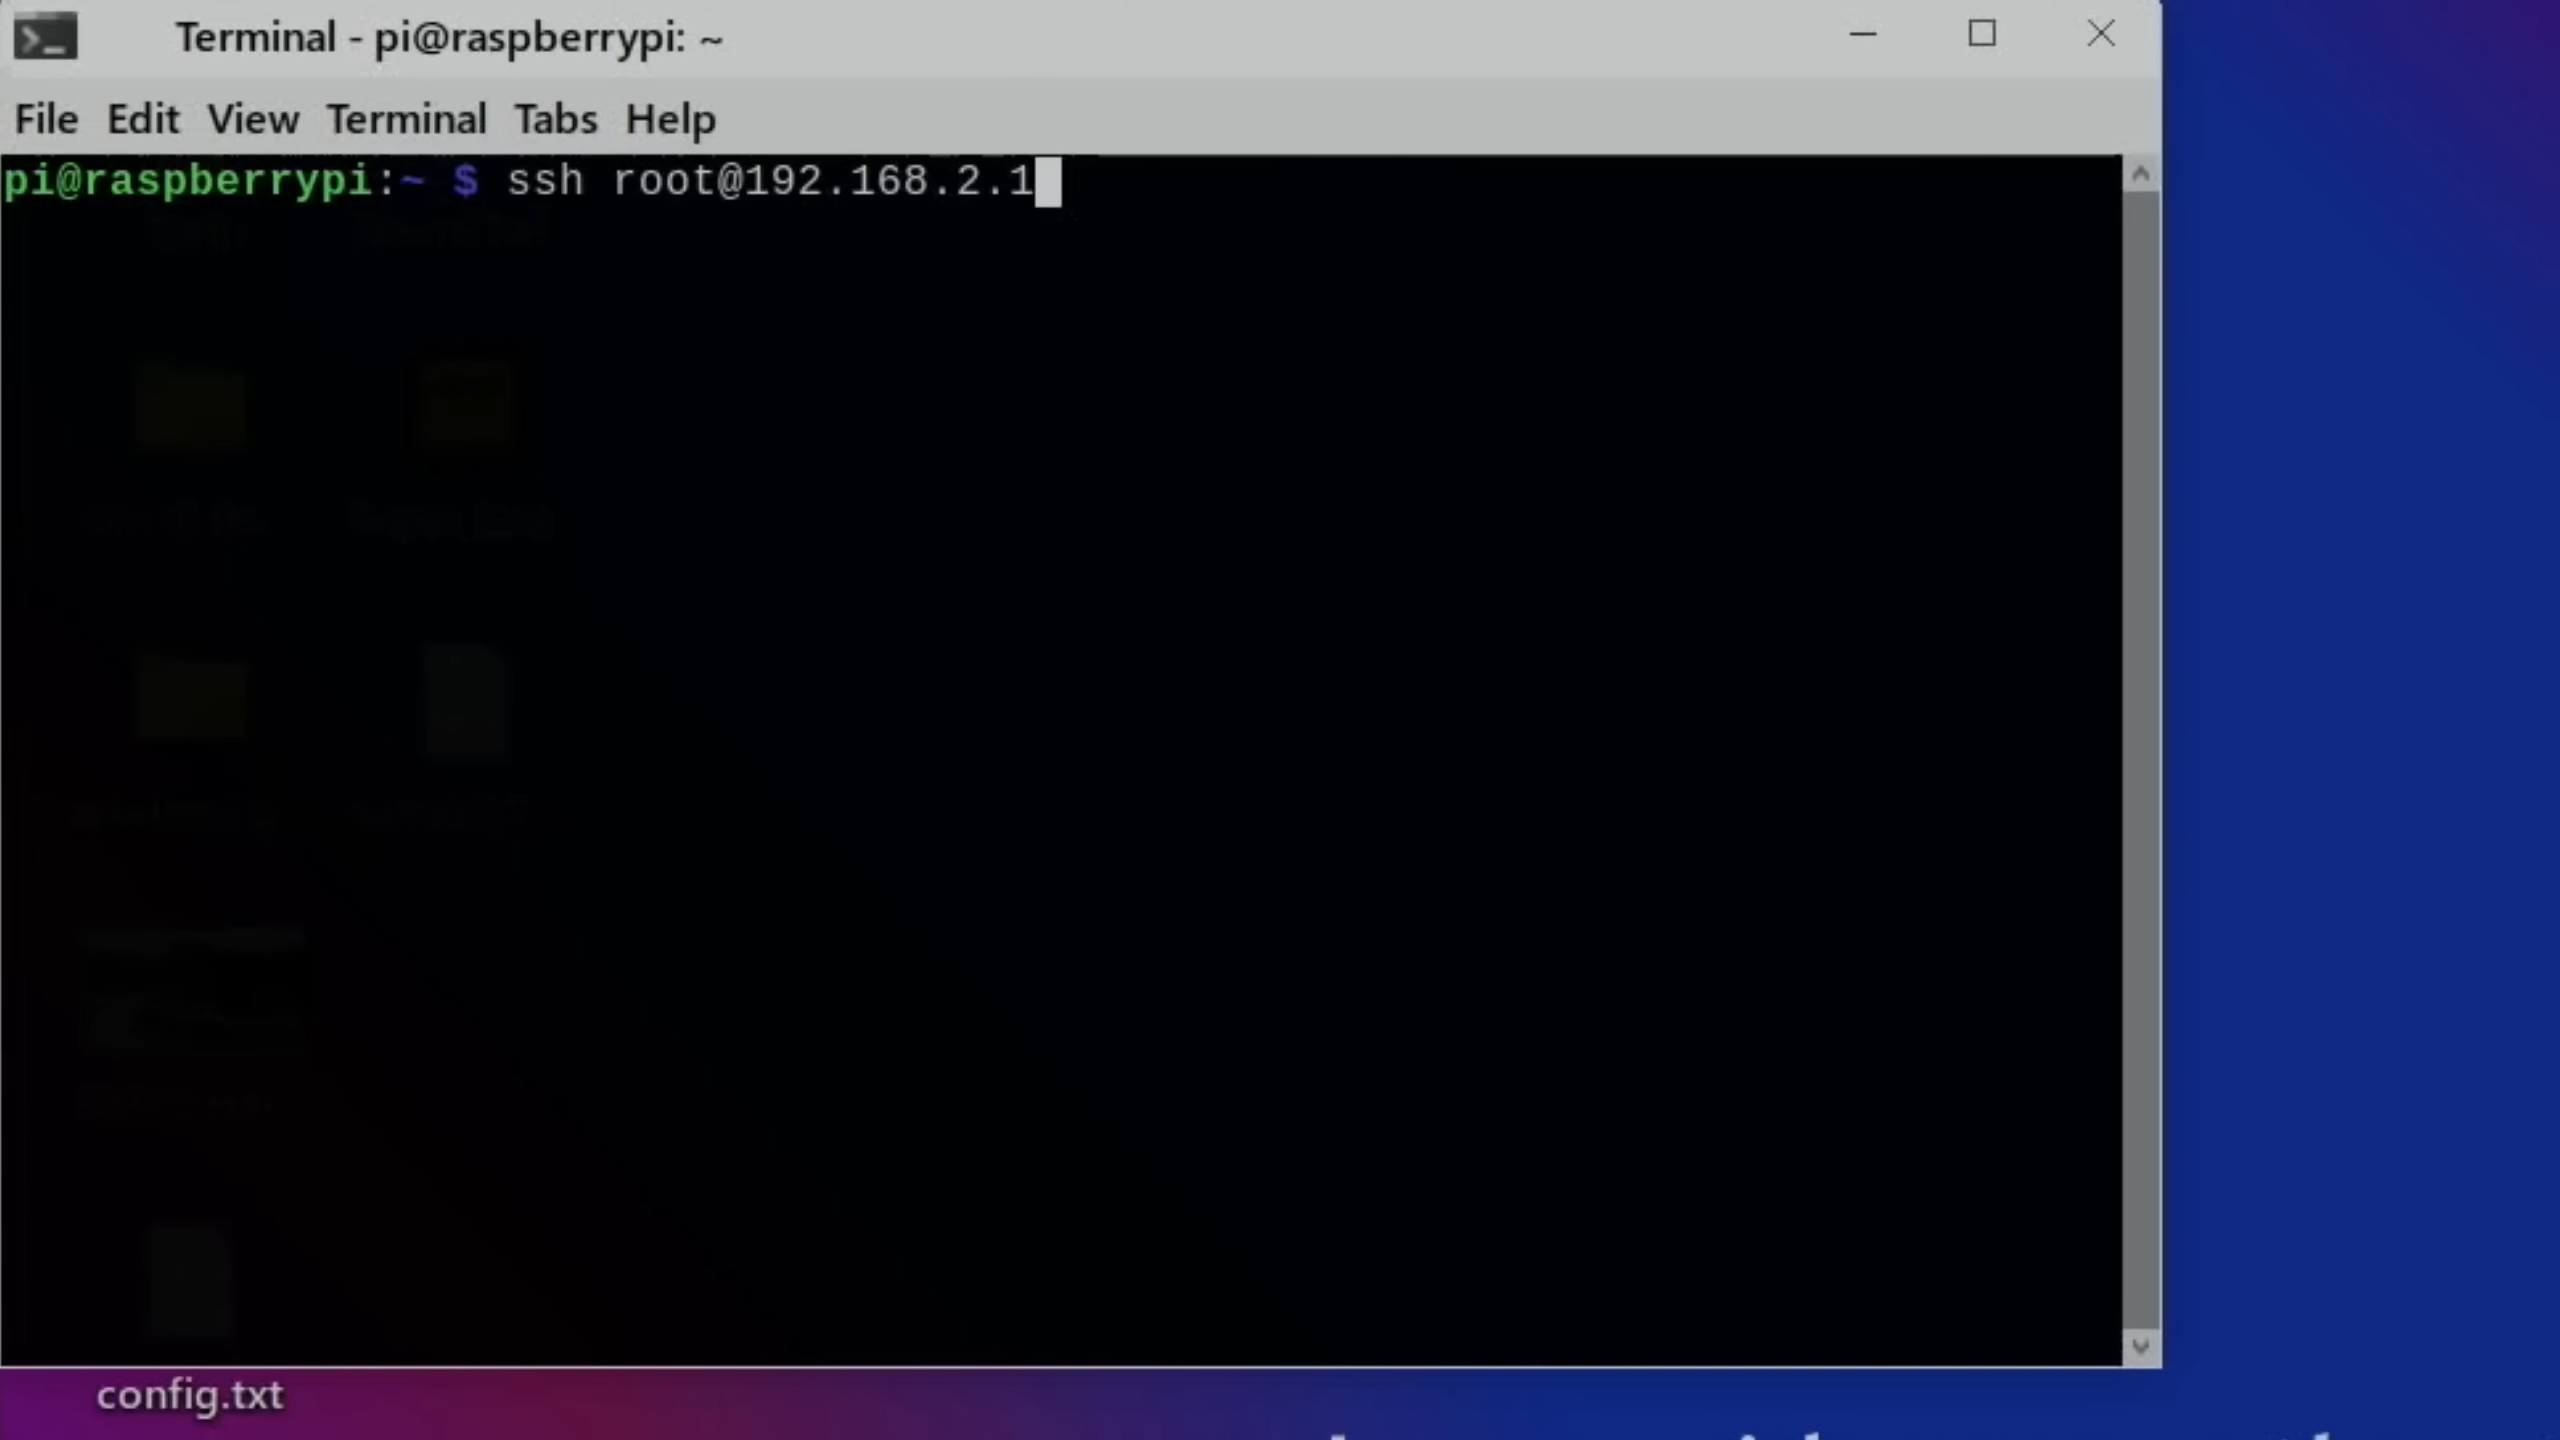 Terminal - pi@raspberrypi: ~
File Edit View Terminal Tabs Help
pi@raspberrypi:~ $ ssh root@192.168.2.1
config.txt